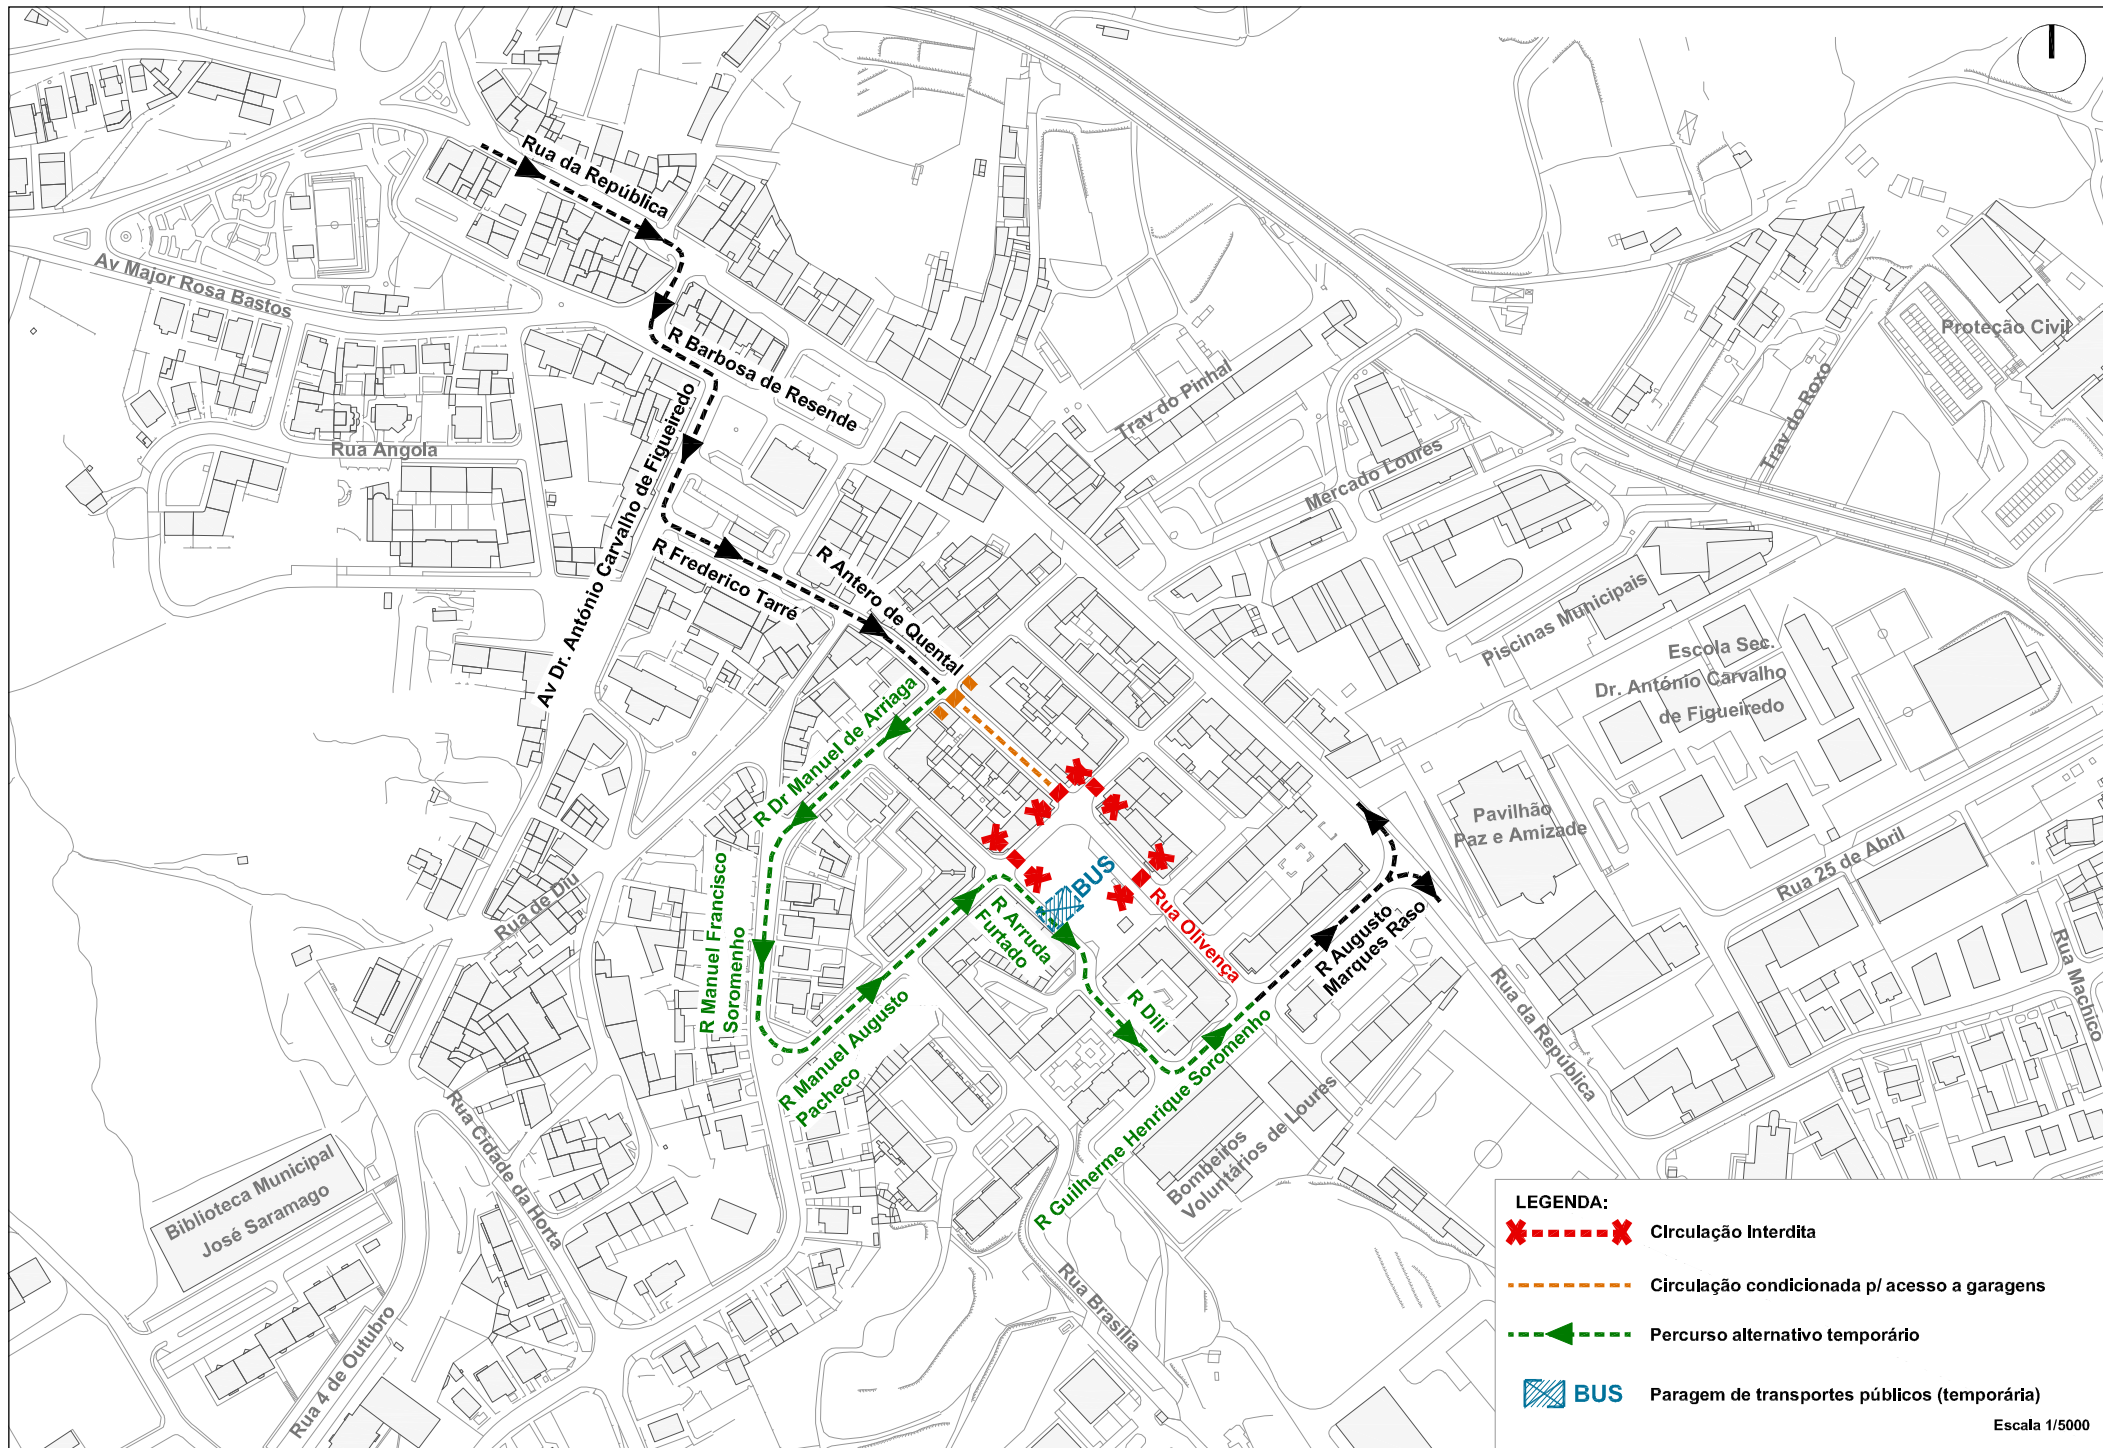 Rua da República
Av Major Rosa Bastos
R Barbosa de Resende
Proteção Civil
Rua Angola
Trav do Pinhal
Trav do Roxo
Mercado Loures
Av Dr. António Carvalho de Figueiredo
R Frederico Tarré
R Antero de Quental
Piscinas Municipais
Escola Sec.
Dr. António Carvalho
de Figueiredo
R Dr Manuel de Arriaga
Pavilhão
Paz e Amizade
Rua 25 de Abril
Rua de Diu
R Manuel Francisco
Soromenho
BUS
R Arruda
Furtado
Rua Olivença
R Augusto
Marques Raso
R Dili
Rua da República
Rua Machico
R Manuel Augusto
Pacheco
R Guilherme Henrique Soromenho
Bombeiros
Voluntários de Loures
Rua Cidade da Horta
Biblioteca Municipal
José Saramago
Rua Brasilia
Rua 4 de Outubro
LEGENDA:
Circulação Interdita
Circulação condicionada p/ acesso a garagens
Percurso alternativo temporário
BUS Paragem de transportes públicos (temporária)
Escala 1/5000